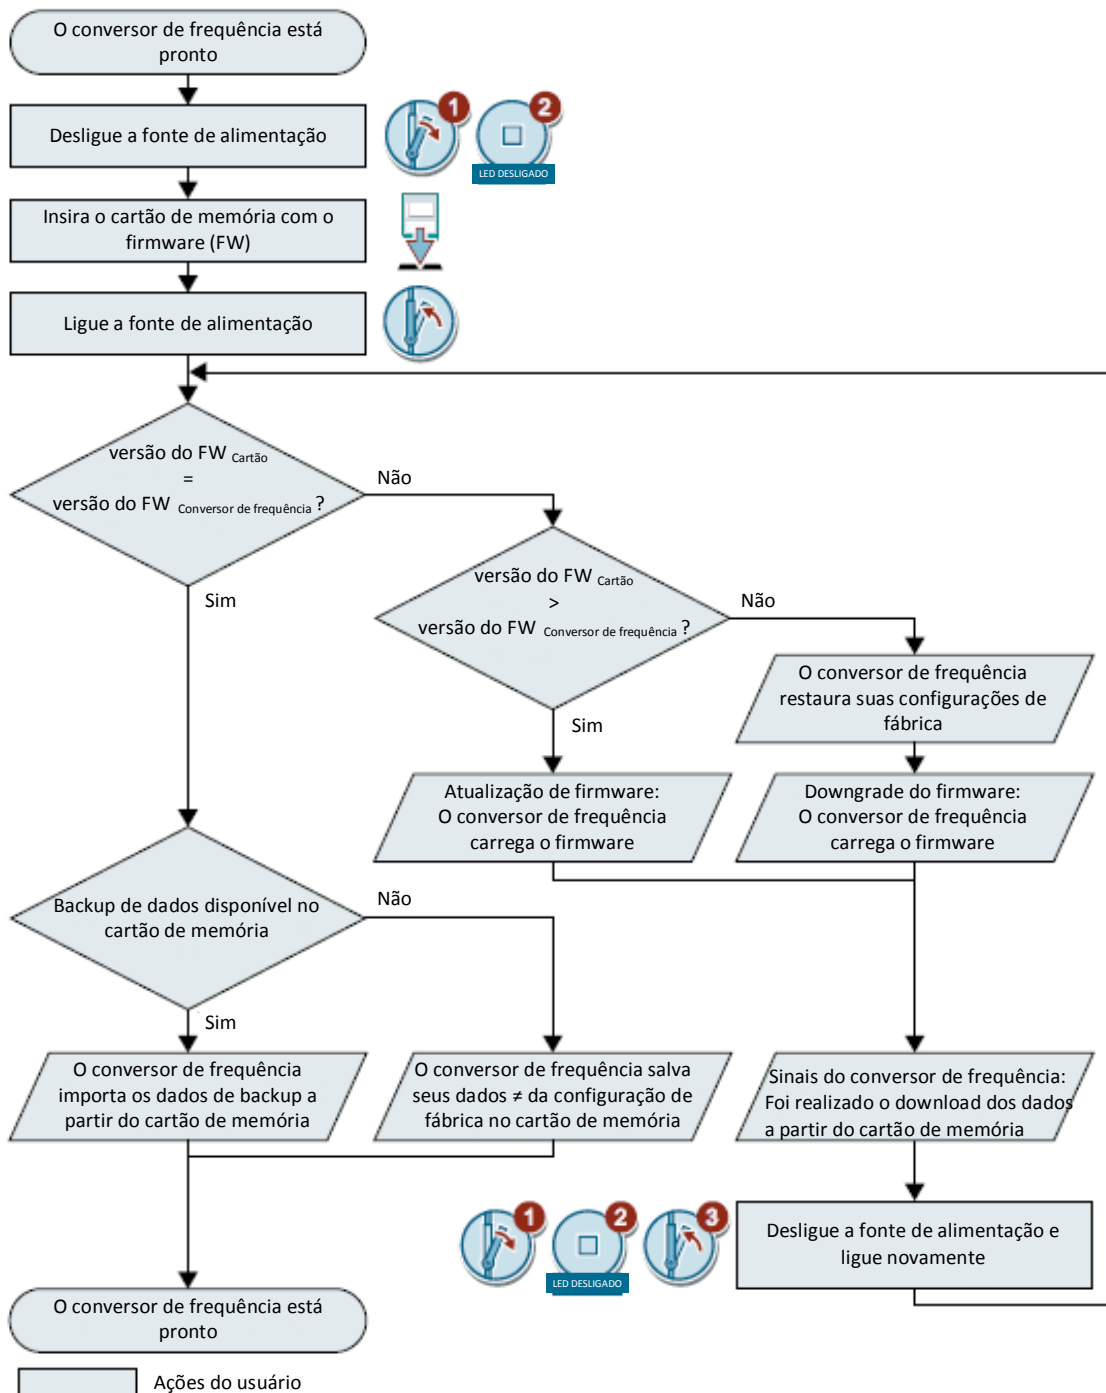 O conversor de frequência está
pronto
Desligue a fonte de alimentação
1
2
LED DESLIGADO
Insira o cartão de memória com o
firmware (FW)
Ligue a fonte de alimentação
versão do FW Cartão
=
versão do FW Conversor de frequência ?
Não
Sim
versão do FW Cartão
>
versão do FW Conversor de frequência ?
Não
Sim
O conversor de frequência
restaura suas configurações de
fábrica
Atualização de firmware:
O conversor de frequência
carrega o firmware
Downgrade do firmware:
O conversor de frequência
carrega o firmware
Backup de dados disponível no
cartão de memória
Não
Sim
O conversor de frequência
importa os dados de backup a
partir do cartão de memória
O conversor de frequência salva
seus dados ≠ da configuração de
fábrica no cartão de memória
Sinais do conversor de frequência:
Foi realizado o download dos dados
a partir do cartão de memória
1
2
3
LED DESLIGADO
Desligue a fonte de alimentação e
ligue novamente
O conversor de frequência está
pronto
Ações do usuário